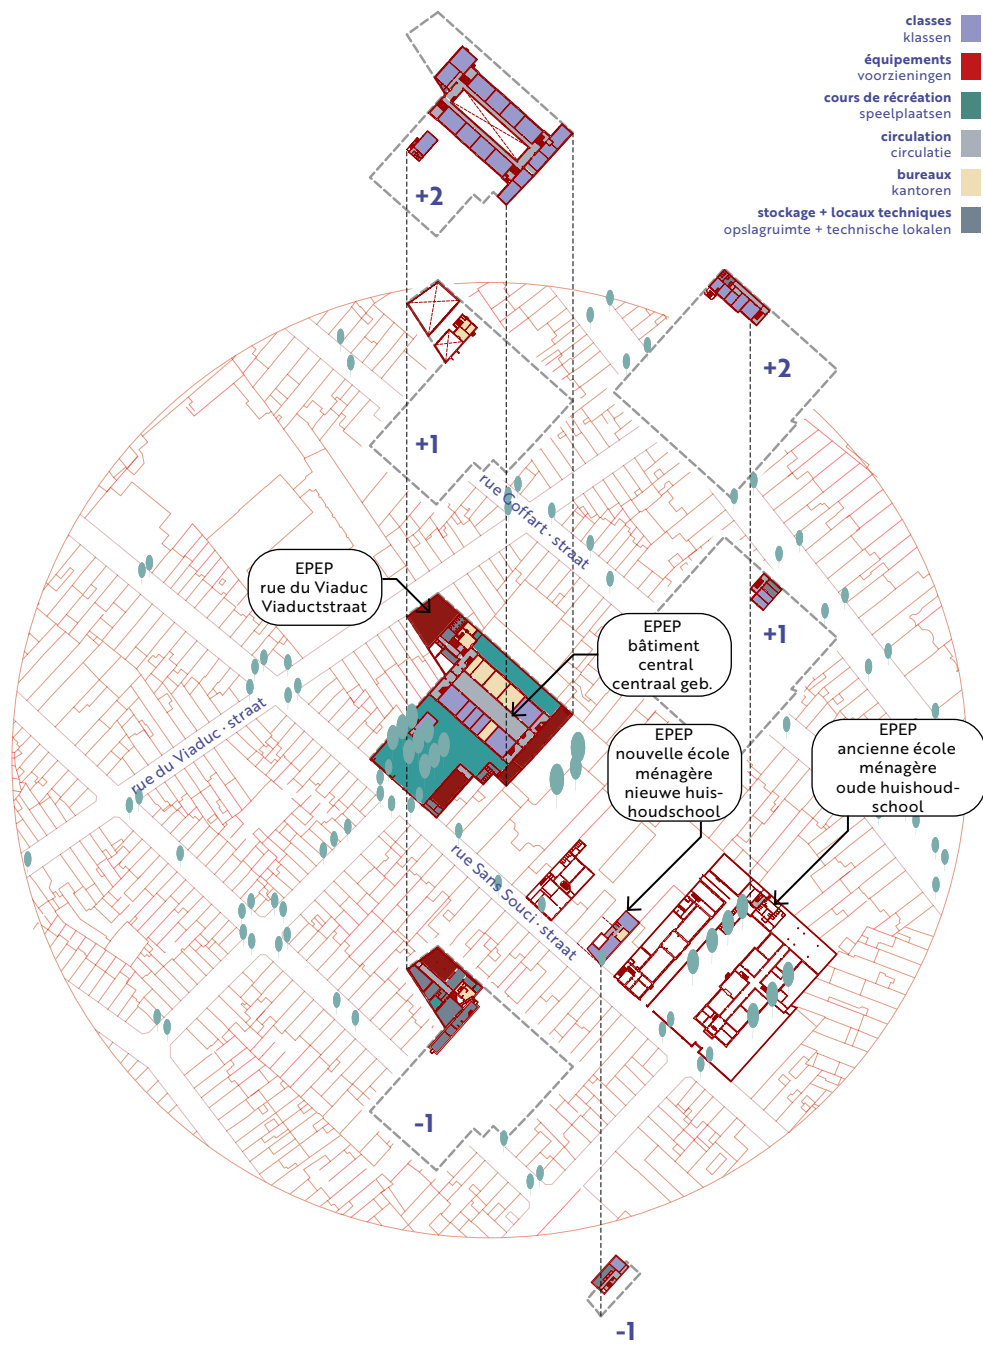 classes
klassen
équipements
voorzieningen
cours de récréation
speelplaatsen
circulation
circulatie
bureaux
kantoren
stockage + locaux techniques
opslagruimte + technische lokalen
+2
+2
+1
rue Goffart · straat
EPEP
rue du Viaduc
Viaductstraat
EPEP
bâtiment
central
centraal geb.
+1
rue du Viaduc · straat
EPEP
nouvelle école
ménagère
nieuwe huis-
houdschool
EPEP
ancienne école
ménagère
oude huishoud-
school
rue Sans Souci · straat
-1
-1